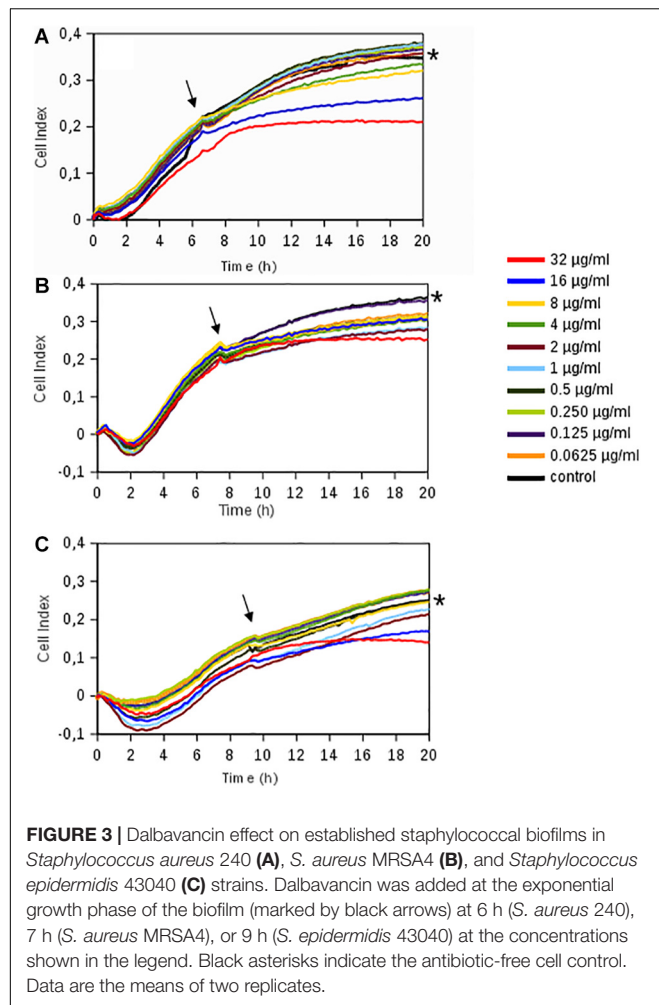 A
0,4
0,3
0,2
0,1
0
Cell Index
*
0 2 4 6 8 10 12 14 16 18 20
Time (h)
B
0,4
0,3
0,2
0,1
0
-0,1
Cell Index
*
0 2 4 6 8 10 12 14 16 18 20
Time (h)
C
0,4
0,3
0,2
0,1
0
-0,1
Cell Index
*
0 2 4 6 8 10 12 14 16 18 20
Time (h)
32 µg/ml
16 µg/ml
8 µg/ml
4 µg/ml
2 µg/ml
1 µg/ml
0.5 µg/ml
0.250 µg/ml
0.125 µg/ml
0.0625 µg/ml
control
FIGURE 3 | Dalbavancin effect on established staphylococcal biofilms in
Staphylococcus aureus 240 (A), S. aureus MRSA4 (B), and Staphylococcus
epidermidis 43040 (C) strains. Dalbavancin was added at the exponential
growth phase of the biofilm (marked by black arrows) at 6 h (S. aureus 240),
7 h (S. aureus MRSA4), or 9 h (S. epidermidis 43040) at the concentrations
shown in the legend. Black asterisks indicate the antibiotic-free cell control.
Data are the means of two replicates.